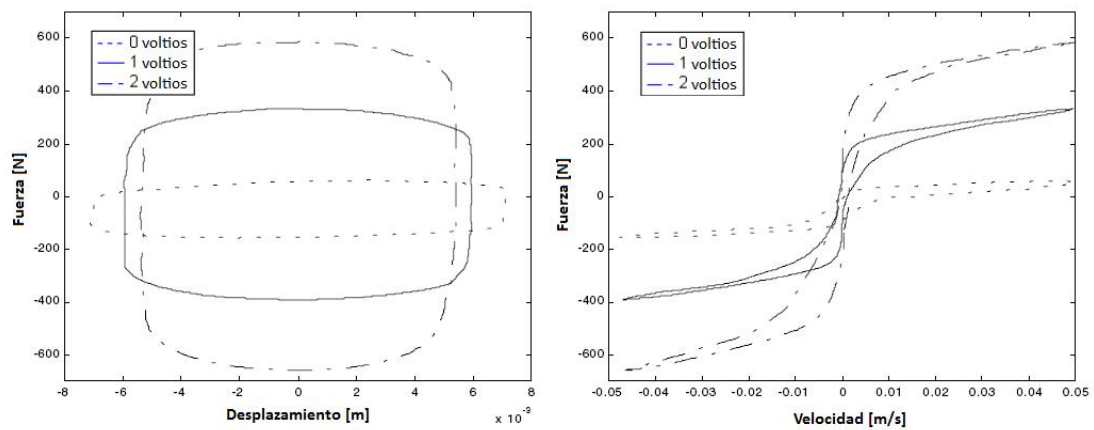 600
400
200
0
-200
-400
-600
Fuerza [N]
0 voltios
1 voltios
2 voltios
-8 -6 -4 -2 0 2 4 6 8
Desplazamiento [m]
x 10⁻³
600
400
200
0
-200
-400
-600
Fuerza [N]
0 voltios
1 voltios
2 voltios
-0.05 -0.04 -0.03 -0.02 -0.01 0 0.01 0.02 0.03 0.04 0.05
Velocidad [m/s]